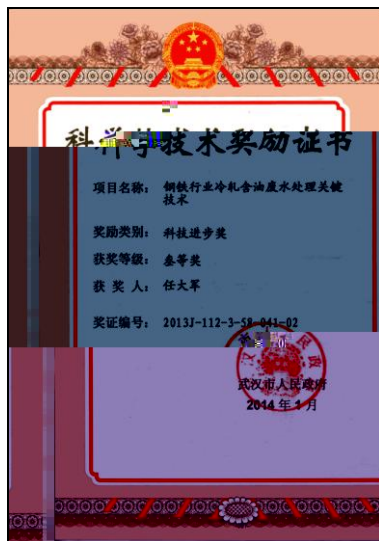 科学技术奖励证书
项目名称：钢铁行业冷轧含油废水处理关健
技术
奖励类别：科技进步奖
获奖等级：叁等奖
获奖人：任大军
奖证编号：2013J-112-3-58-041-02
武汉市人民政府
2014年1月